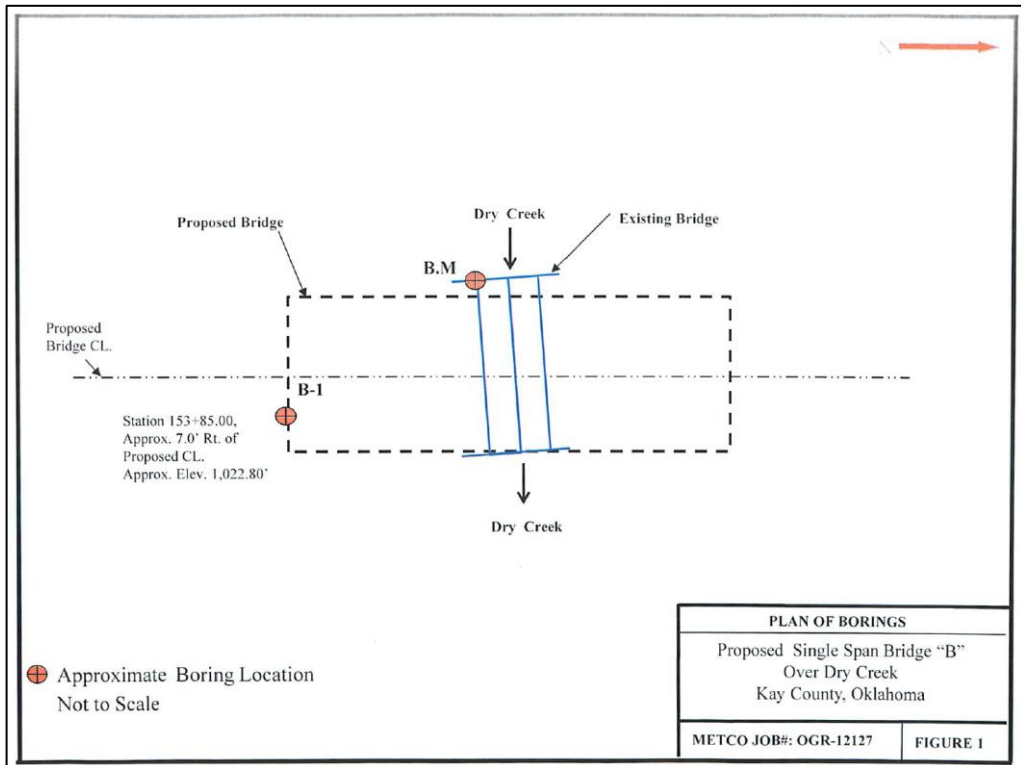 N
Dry Creek
Proposed Bridge
Existing Bridge
B.M
Proposed
Bridge CL.
B-1
Station 153+85.00,
Approx. 7.0' Rt. of
Proposed CL.
Approx. Elev. 1,022.80'
Dry Creek
Approximate Boring Location
Not to Scale
PLAN OF BORINGS
Proposed Single Span Bridge “B”
Over Dry Creek
Kay County, Oklahoma
METCO JOB#: OGR-12127
FIGURE 1